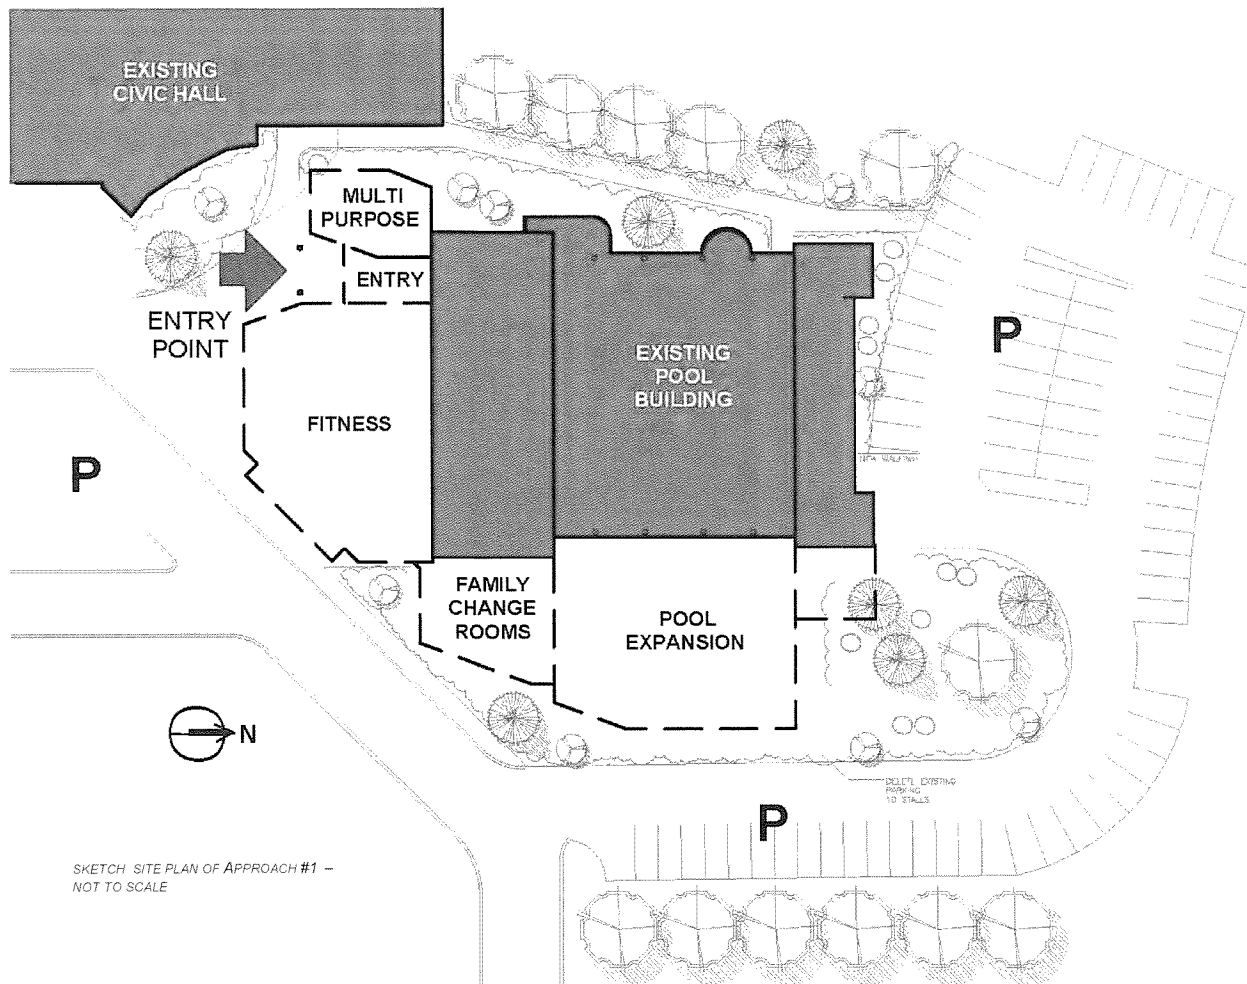 EXISTING
CIVIC HALL
MULTI
PURPOSE
ENTRY
ENTRY
POINT
EXISTING
POOL
BUILDING
P
FITNESS
P
FAMILY
CHANGE
ROOMS
POOL
EXPANSION
N
DELETE EXISTING
PARKING
10 STALLS
P
SKETCH SITE PLAN OF APPROACH #1 –
NOT TO SCALE